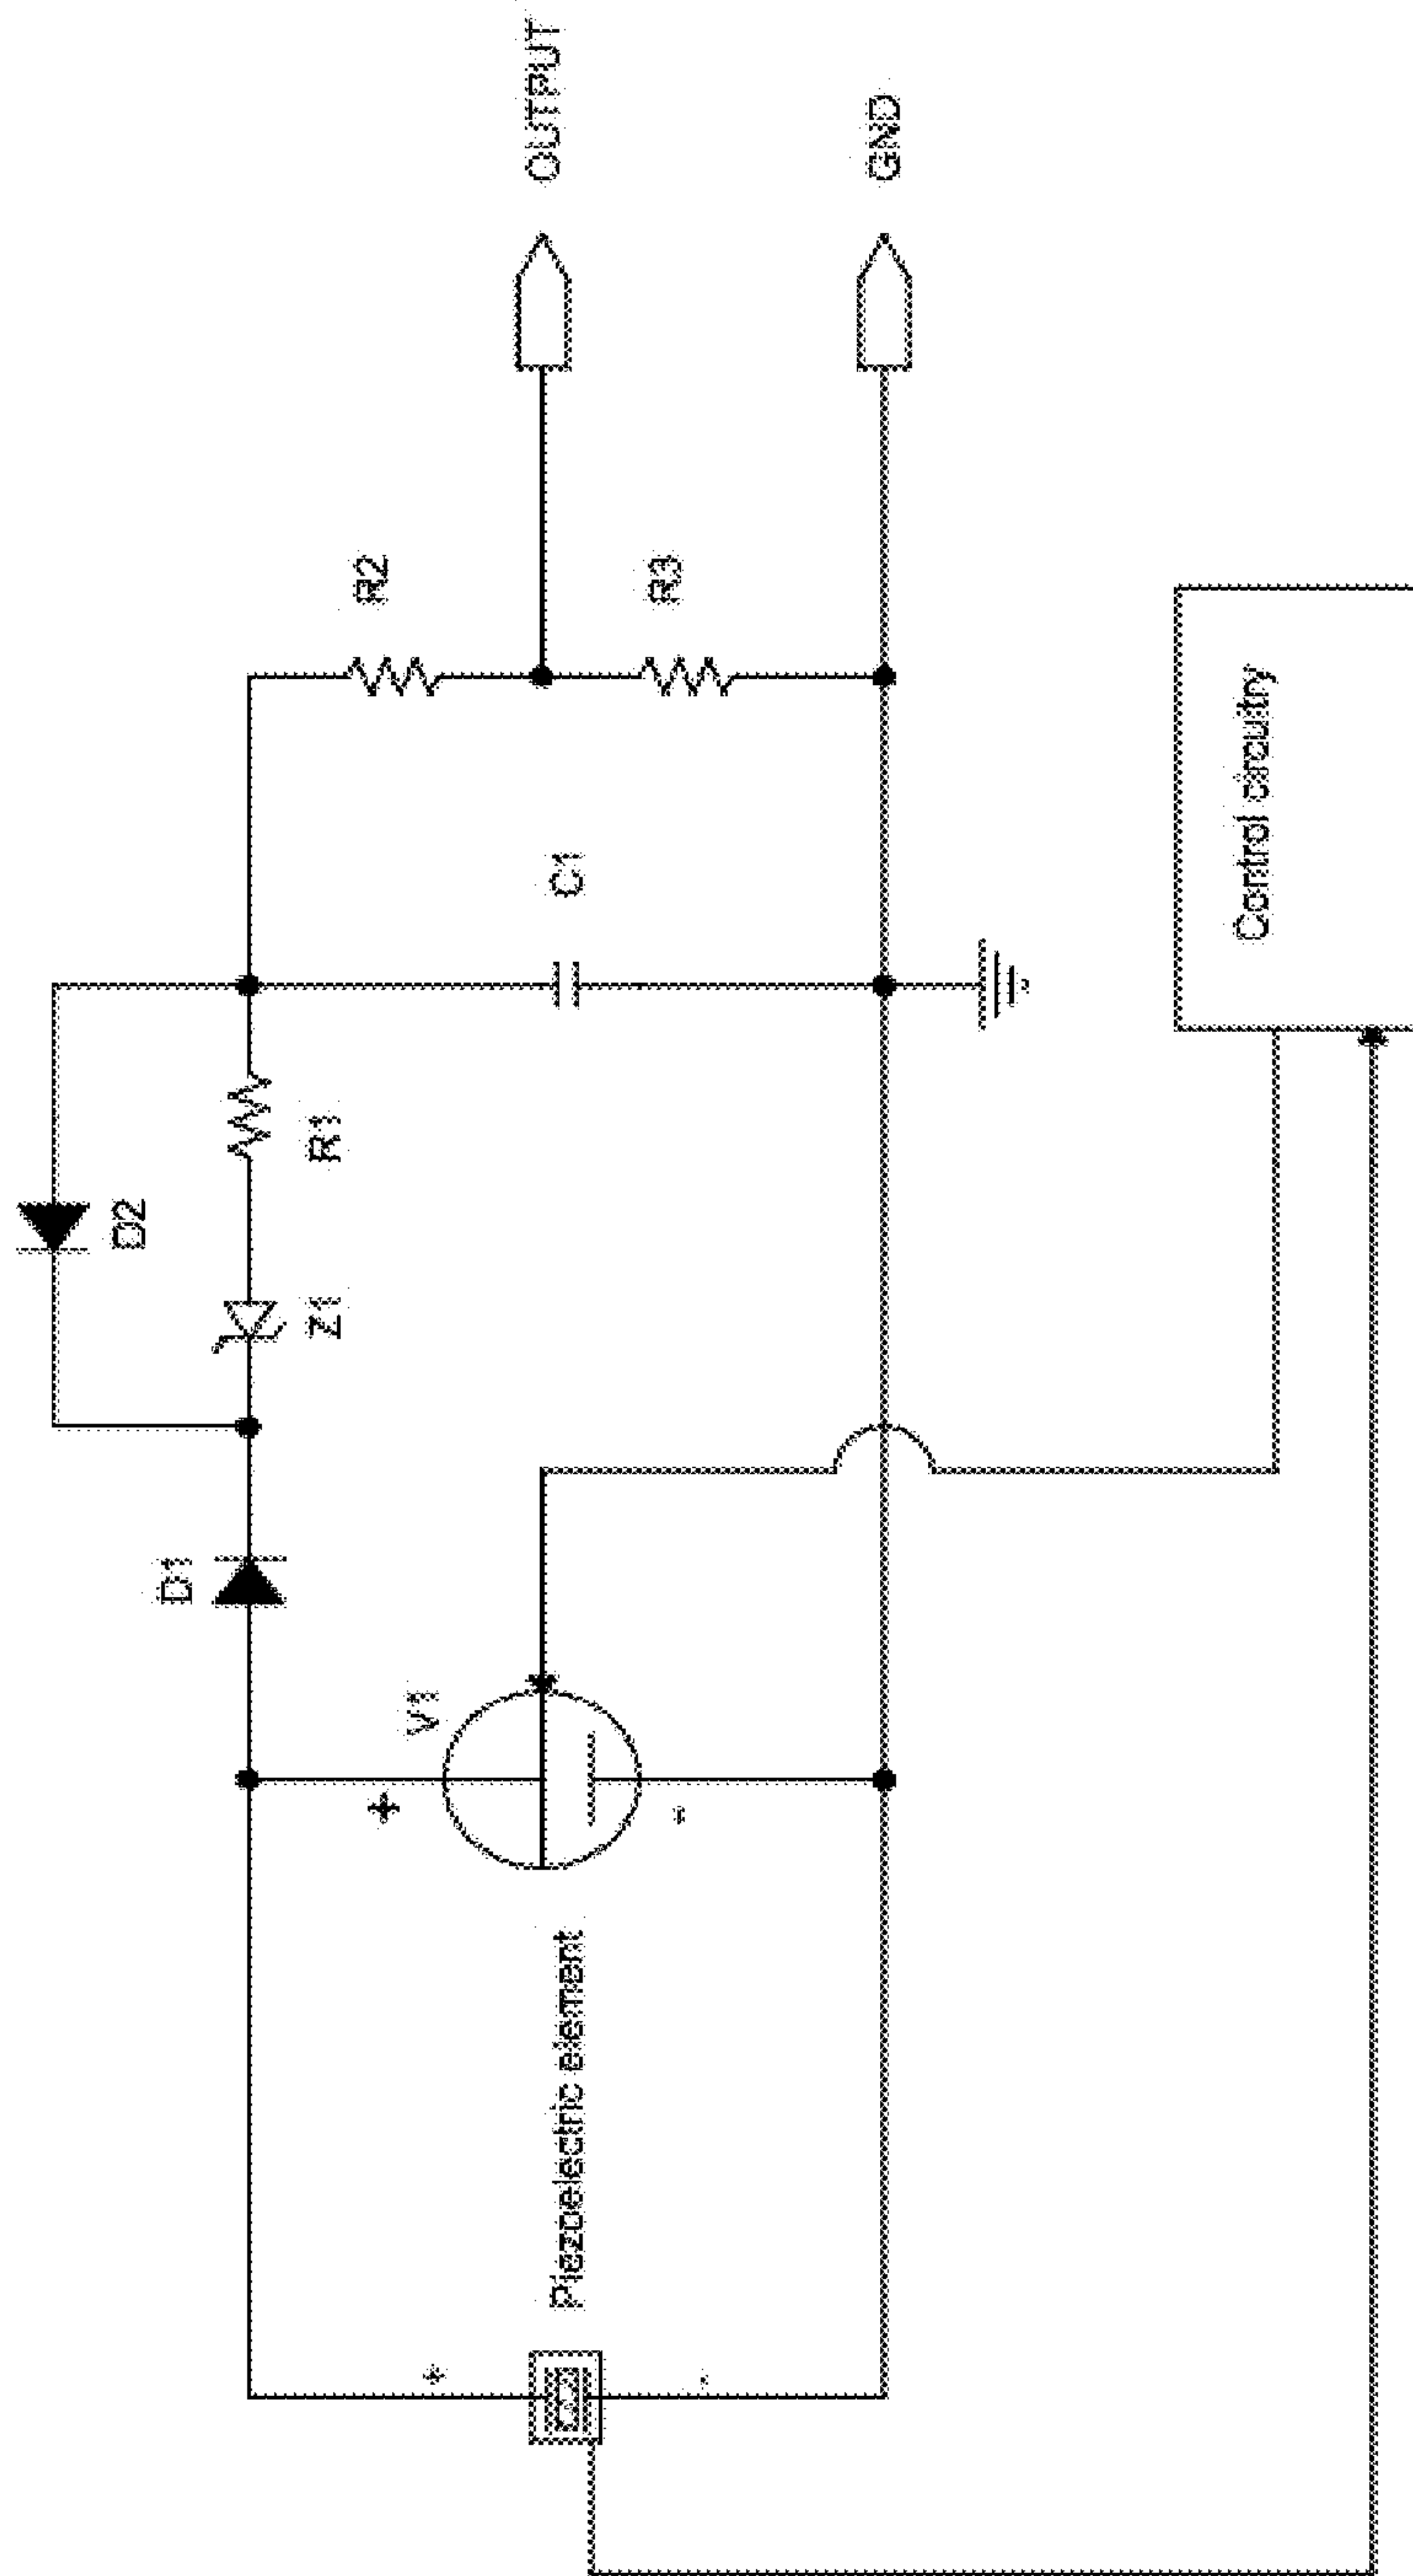 D2
D1
Z1
R1
R2
OUTPUT
V1
+
-
C1
R3
GND
Piezoelectric element
+
-
Control circuitry